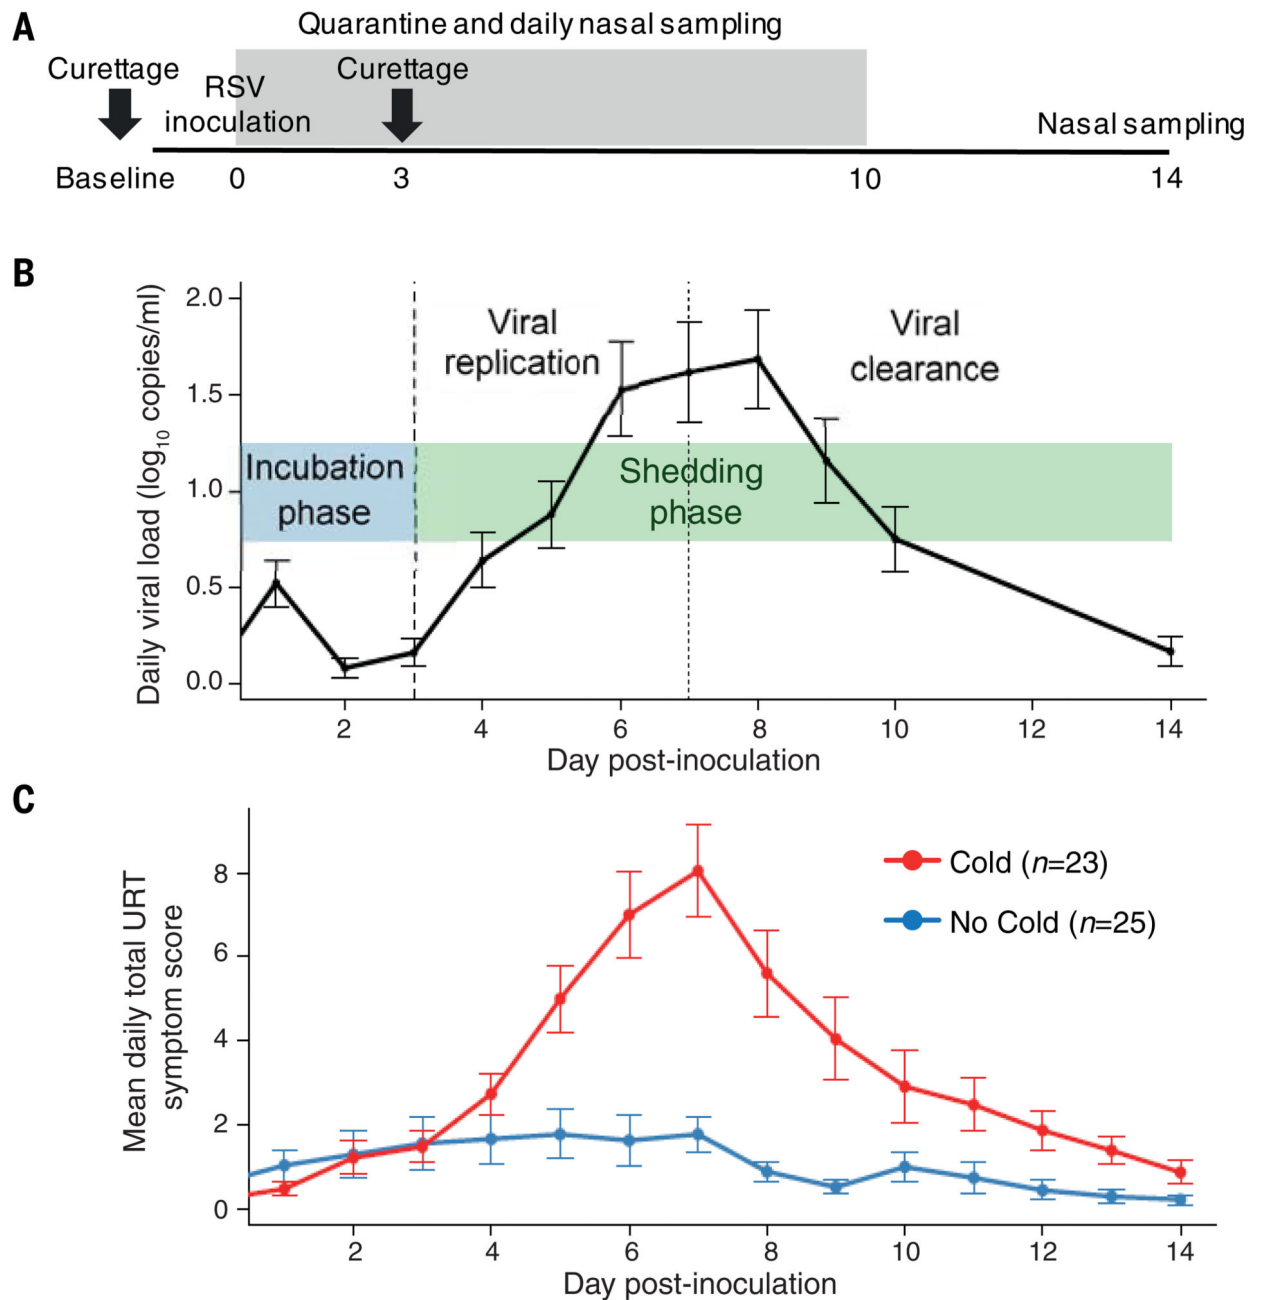 A
Quarantine and daily nasal sampling
Curettage
Curettage
RSV
inoculation
Nasal sampling
Baseline
0
3
10
14
B
Daily viral load (log₁₀ copies/ml)
2.0
1.5
1.0
0.5
0.0
Viral
replication
Viral
clearance
Incubation
phase
Shedding
phase
2
4
6
8
10
12
14
Day post-inoculation
C
Mean daily total URT
symptom score
8
6
4
2
0
Cold (n=23)
No Cold (n=25)
2
4
6
8
10
12
14
Day post-inoculation